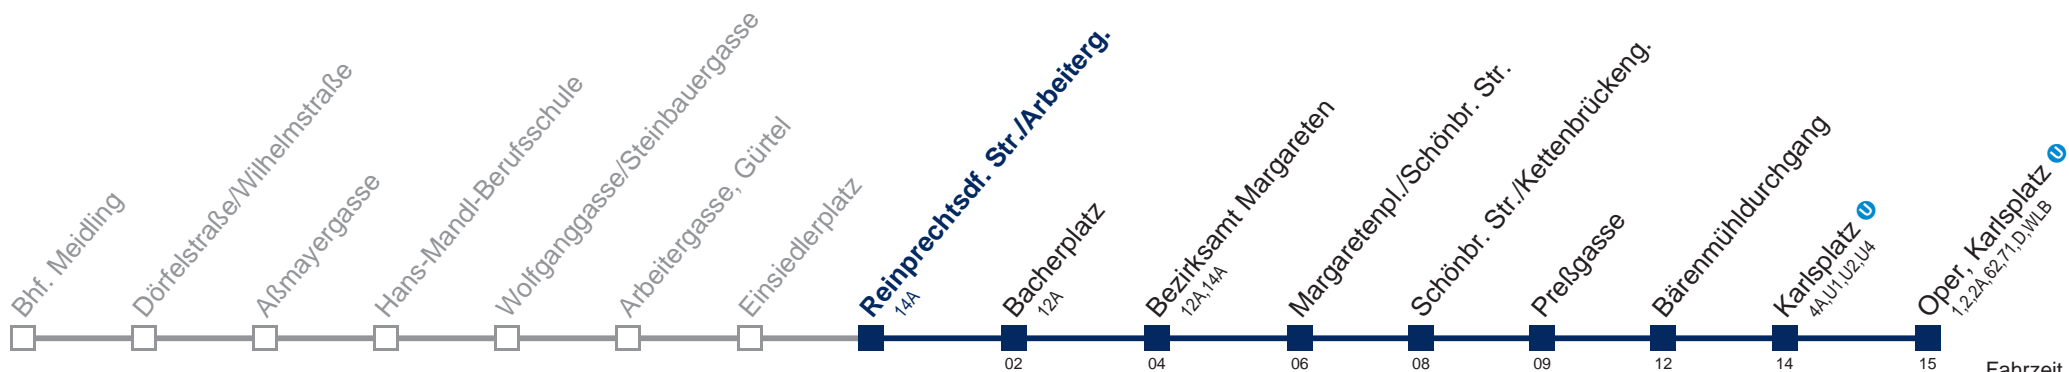 Bhf. Meidling
Dörfelstraße/Wilhelmstraße
Aßmayergasse
Hans-Mandl-Berufsschule
Wolfganggasse/Steinbauergasse
Arbeitergasse, Gürtel
Einsiedlerplatz
Reinprechtsdf. Str./Arbeiterg.
14A
Bacherplatz
12A
Bezirksamt Margareten
12A,14A
Margaretenpl./Schönbr. Str.
Schönbr. Str./Kettenbrückeng.
Preßgasse
Bärenmühldurchgang
Karlsplatz U
4A,U1,U2,U4
Oper, Karlsplatz U
1,2,2A,62,71,D,WLB
02 04 06 08 09 12 14 15 Fahrzeit